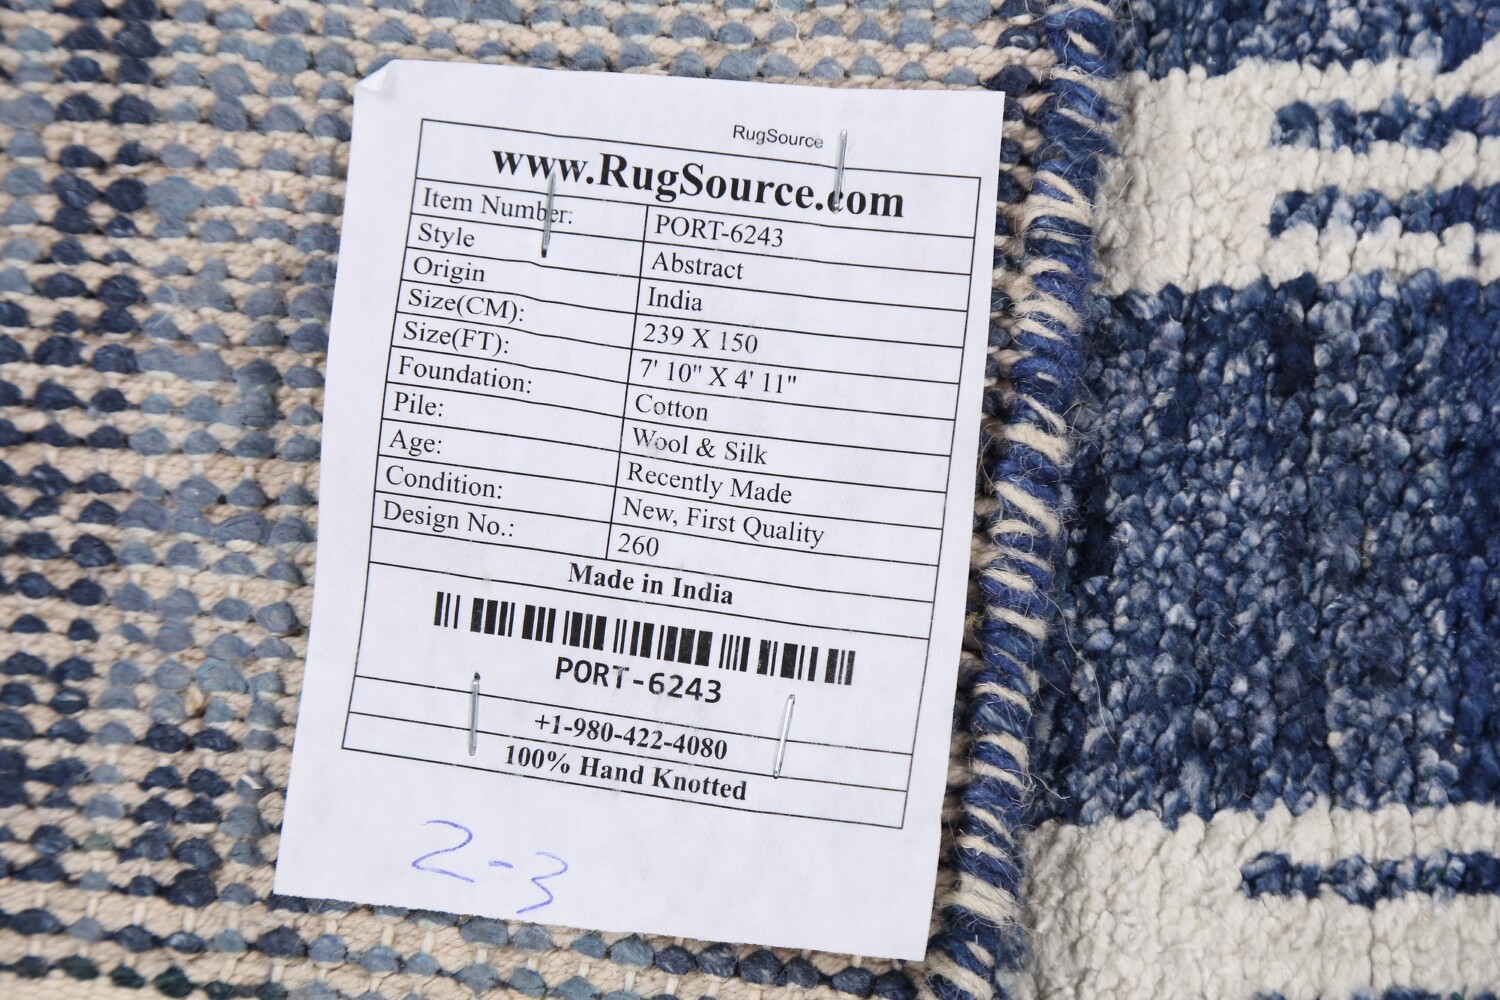 RugSource
www.RugSource.com
Item Number: PORT-6243
Style Abstract
Origin India
Size(CM): 239 X 150
Size(FT): 7' 10" X 4' 11"
Foundation: Cotton
Pile: Wool & Silk
Age: Recently Made
Condition: New, First Quality
Design No.: 260
Made in India
PORT-6243
+1-980-422-4080
100% Hand Knotted
2-3